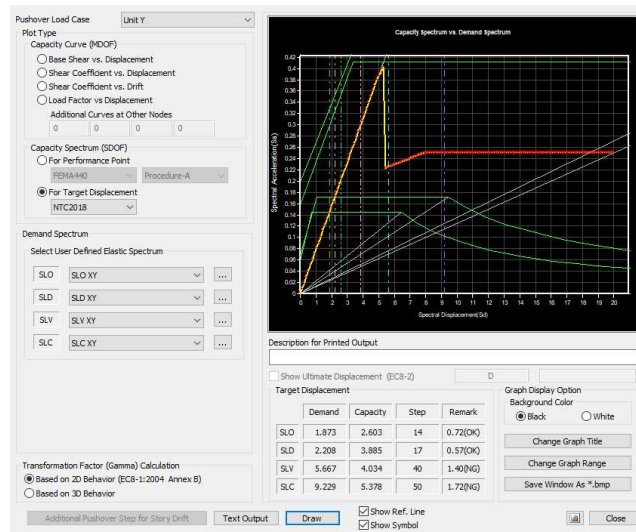 Pushover Load Case Unit Y
Plot Type
Capacity Curve (MDOF)
Base Shear vs. Displacement
Shear Coefficient vs. Displacement
Shear Coefficient vs. Drift
Load Factor vs Displacement
Additional Curves at Other Nodes
0 0 0 0
Capacity Spectrum (SDOF)
For Performance Point
FEMA440 Procedure-A
For Target Displacement
NTC2018
Demand Spectrum
Select User Defined Elastic Spectrum
SLO SLO XY ...
SLD SLD XY ...
SLV SLV XY ...
SLC SLC XY ...
Transformation Factor (Gamma) Calculation
Based on 2D Behavior (EC8-1:2004 Annex B)
Based on 3D Behavior
Capacity Spectrum vs. Demand Spectrum
Spectral Acceleration(Sa)
0.42
0.4
0.38
0.36
0.34
0.32
0.3
0.28
0.26
0.24
0.22
0.2
0.18
0.16
0.14
0.12
0.1
0.08
0.06
0.04
0.02
0
0 1 2 3 4 5 6 7 8 9 10 11 12 13 14 15 16 17 18 19 20
Spectral Displacement(Sd)
Description for Printed Output
Show Ultimate Displacement (EC8-2) D
Target Displacement
Demand Capacity Step Remark
SLO 1.873 2.603 14 0.72(OK)
SLD 2.208 3.885 17 0.57(OK)
SLV 5.667 4.034 40 1.40(NG)
SLC 9.229 5.378 50 1.72(NG)
Graph Display Option
Background Color
Black White
Change Graph Title
Change Graph Range
Save Window As *.bmp
Additional Pushover Step for Story Drift Text Output Draw
Show Ref. Line
Show Symbol
Close